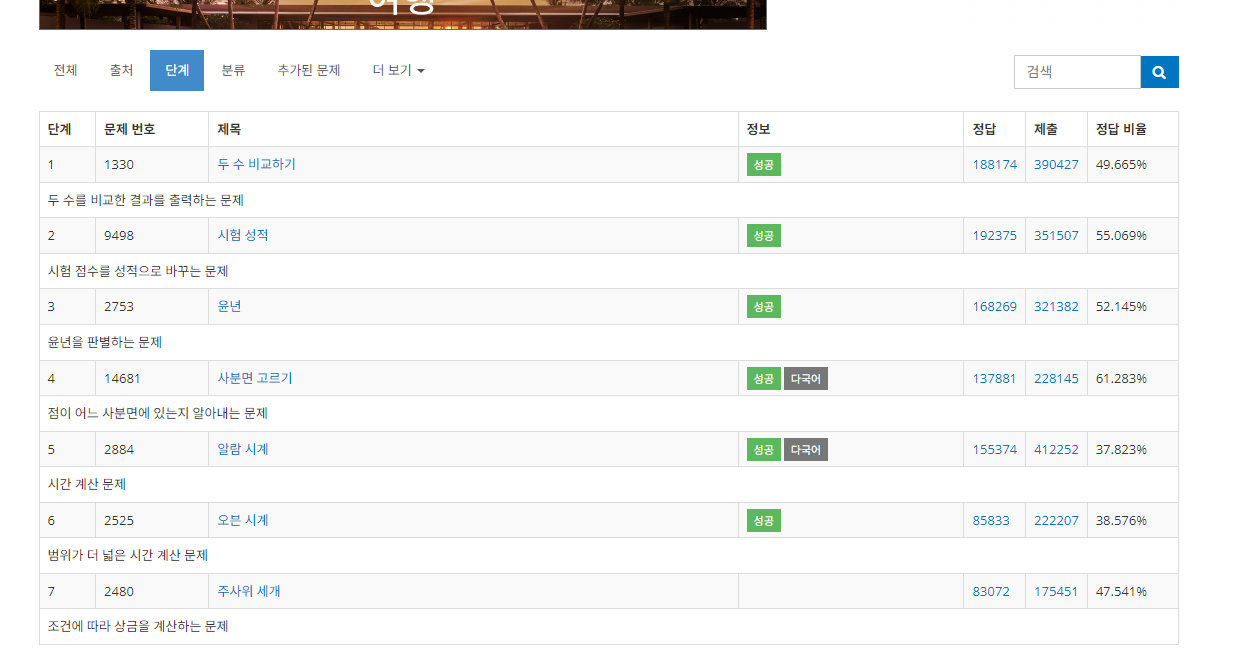 여행
전체 출처 단계 분류 추가된 문제 더 보기 검색
단계 문제 번호 제목 정보 정답 제출 정답 비율
1 1330 두 수 비교하기 성공 188174 390427 49.665%
두 수를 비교한 결과를 출력하는 문제
2 9498 시험 성적 성공 192375 351507 55.069%
시험 점수를 성적으로 바꾸는 문제
3 2753 윤년 성공 168269 321382 52.145%
윤년을 판별하는 문제
4 14681 사분면 고르기 성공 다국어 137881 228145 61.283%
점이 어느 사분면에 있는지 알아내는 문제
5 2884 알람 시계 성공 다국어 155374 412252 37.823%
시간 계산 문제
6 2525 오븐 시계 성공 85833 222207 38.576%
범위가 더 넓은 시간 계산 문제
7 2480 주사위 세개 83072 175451 47.541%
조건에 따라 상금을 계산하는 문제